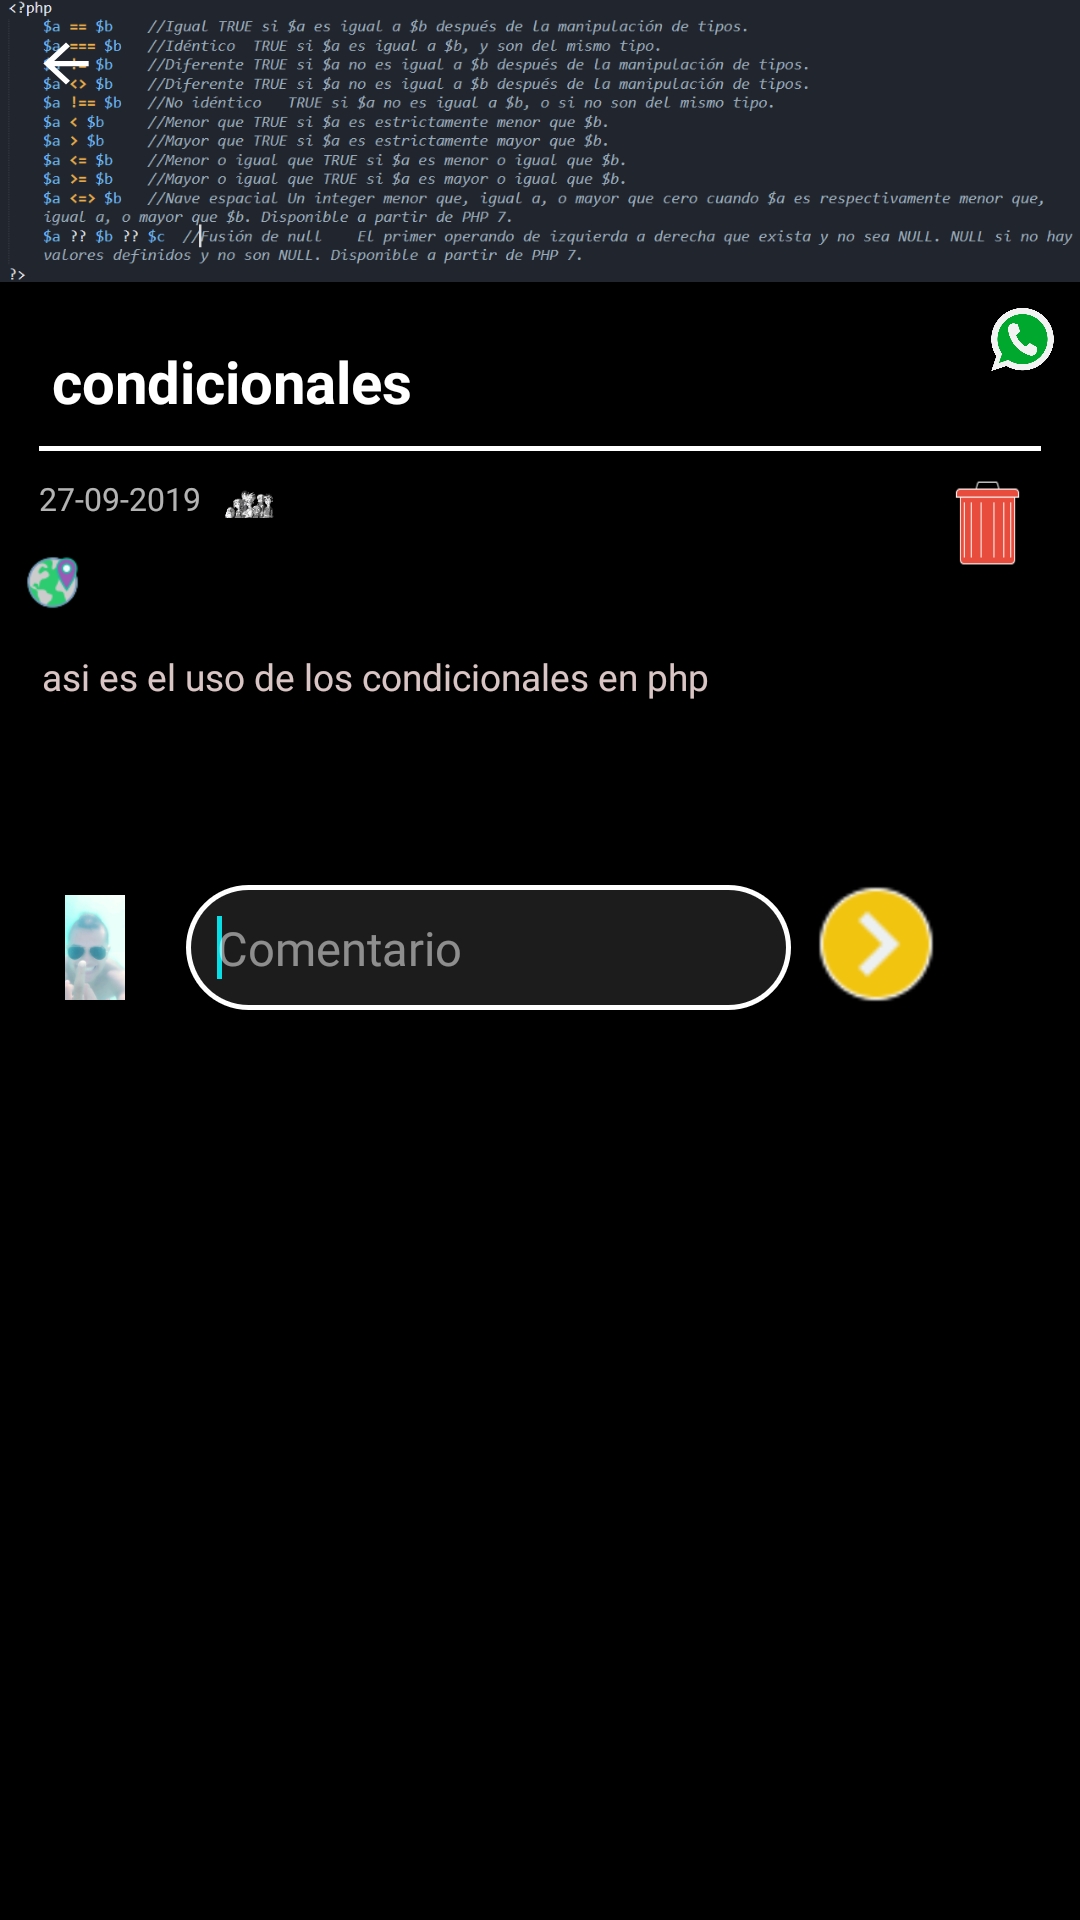 <?php
$a == $b //Igual TRUE si $a es igual a $b después de la manipulación de tipos.
$a === $b //Idéntico TRUE si $a es igual a $b, y son del mismo tipo.
$b //Diferente TRUE si $a no es igual a $b después de la manipulación de tipos.
$a <> $b //Diferente TRUE si $a no es igual a $b después de la manipulación de tipos.
$a !== $b //No idéntico TRUE si $a no es igual a $b, o si no son del mismo tipo.
$a < $b //Menor que TRUE si $a es estrictamente menor que $b.
$a > $b //Mayor que TRUE si $a es estrictamente mayor que $b.
$a <= $b //Menor o igual que TRUE si $a es menor o igual que $b.
$a >= $b //Mayor o igual que TRUE si $a es mayor o igual que $b.
$a <=> $b //Nave espacial Un integer menor que, igual a, o mayor que cero cuando $a es respectivamente menor que,
igual a, o mayor que $b. Disponible a partir de PHP 7.
$a ?? $b ?? $c //Fusión de null El primer operando de izquierda a derecha que exista y no sea NULL. NULL si no hay
valores definidos y no son NULL. Disponible a partir de PHP 7.
?>
condicionales
27-09-2019
asi es el uso de los condicionales en php
Comentario